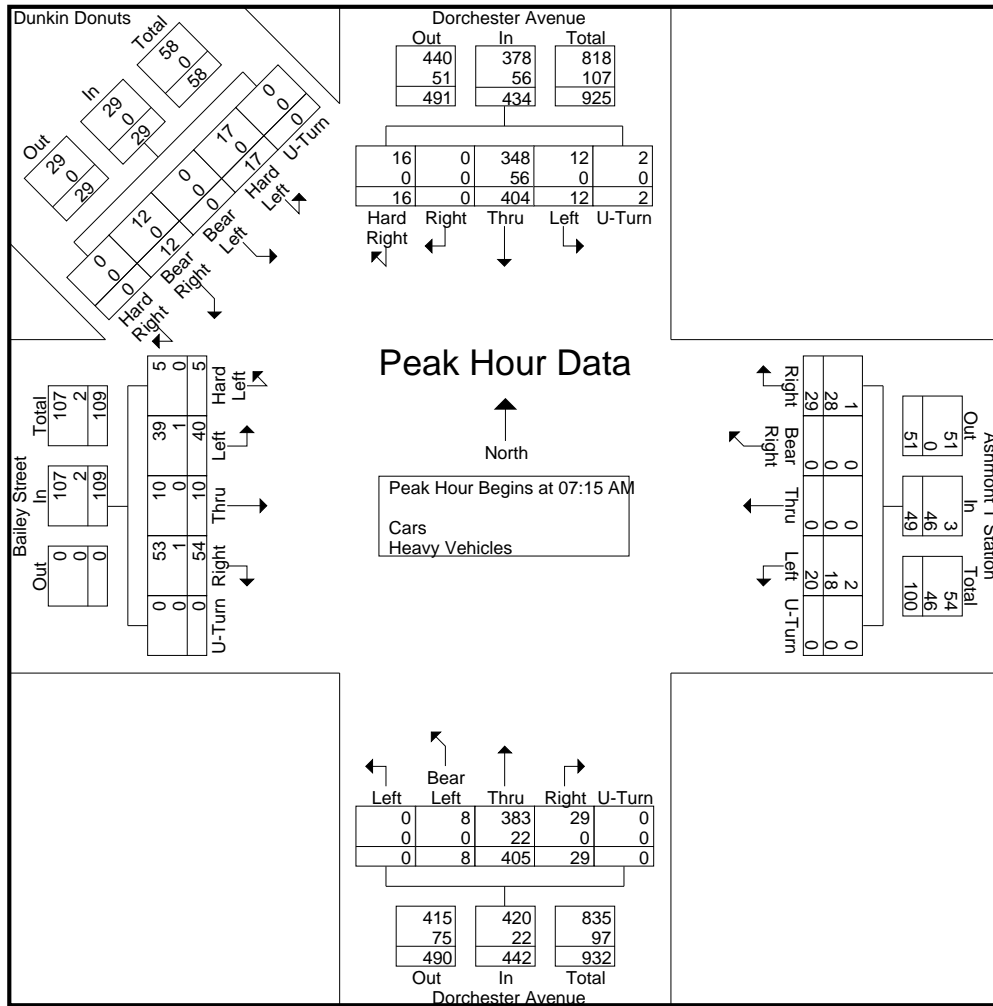 Dunkin Donuts
Total
58
0
58
In
29
0
29
Out
29
0
29
0 17 0 12 0
0 0 0 0 0
0 17 0 12 0
U-Turn
Hard Left
Bear Left
Bear Right
Hard Right
Dorchester Avenue
Out In Total
440 378 818
51 56 107
491 434 925
16 0 348 12 2
0 0 56 0 0
16 0 404 12 2
Hard Right Thru Left U-Turn
Right
Peak Hour Data
North
Peak Hour Begins at 07:15 AM
Cars
Heavy Vehicles
Bailey Street
Total
107
2
109
In
107
2
109
Out
0
0
0
5 0 5
Hard Left
39 1 40
Left
10 0 10
Thru
53 1 54
Right
0 0 0
U-Turn
Ashmont T Station
Out
51
0
51
In
3
46
49
Total
54
46
100
Right
29 28 1
Bear Right
0 0 0
Thru
0 0 0
Left
20 18 2
U-Turn
0 0 0
Bear
Left Left Thru Right U-Turn
0 8 383 29 0
0 0 22 0 0
0 8 405 29 0
415 420 835
75 22 97
490 442 932
Out In Total
Dorchester Avenue